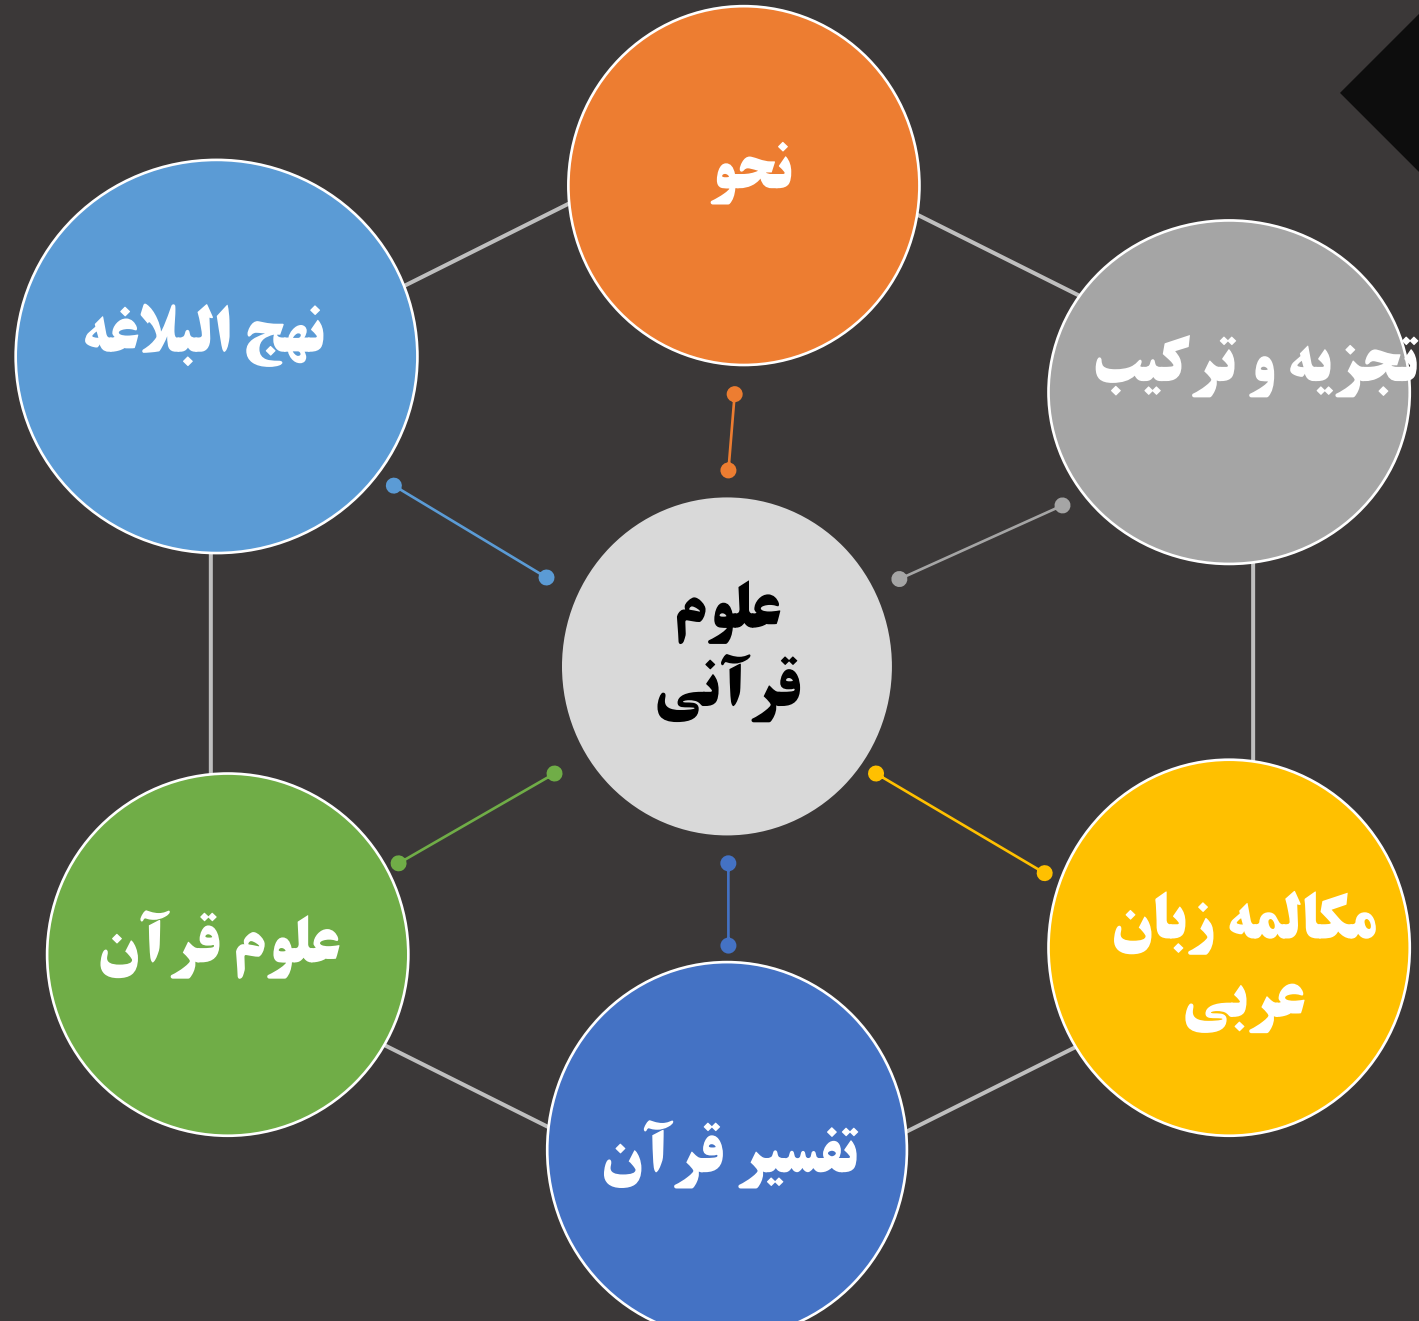 نحو
نهج البلاغه
تجزیه و ترکیب
علوم
قرآنی
مکالمه زبان
عربی
علوم قرآن
تفسیر قرآن